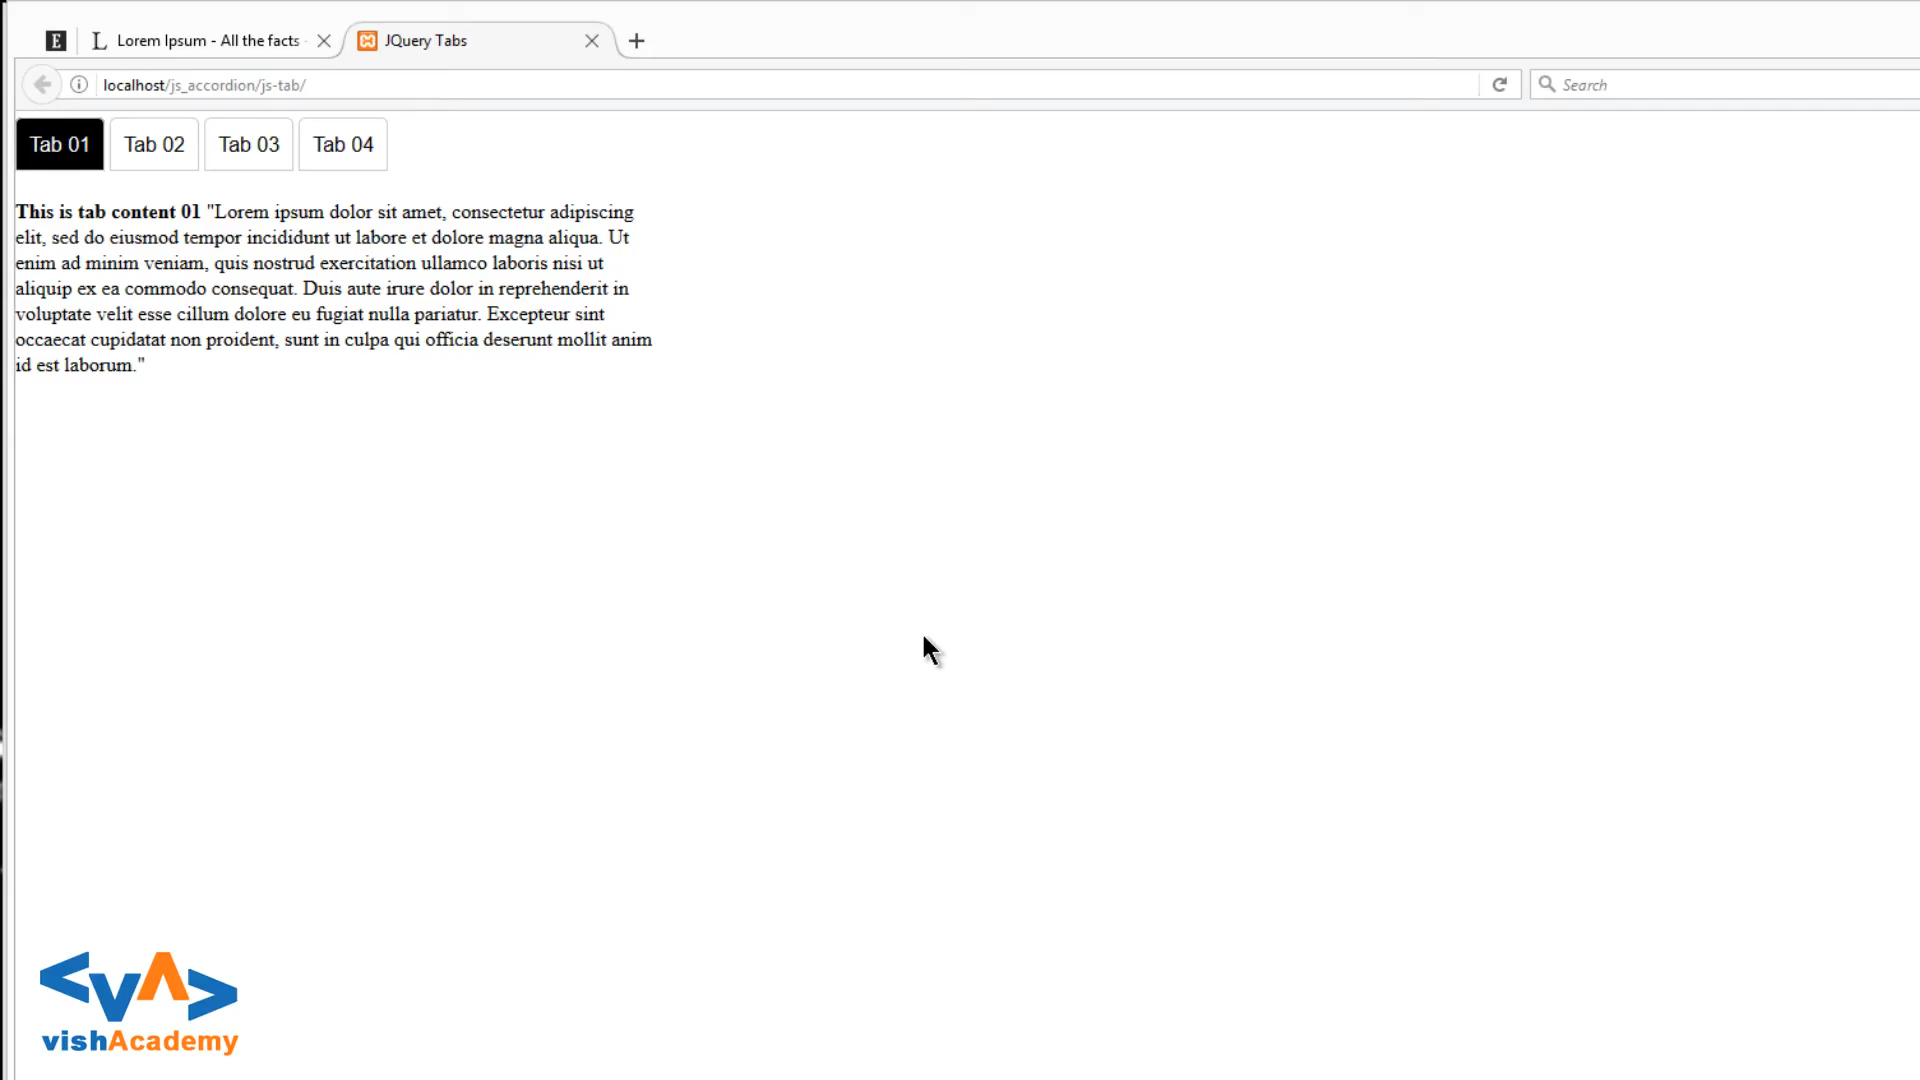 E
L Lorem Ipsum - All the facts
JQuery Tabs
localhost/js_accordion/js-tab/
Search
Tab 01 Tab 02 Tab 03 Tab 04
This is tab content 01 "Lorem ipsum dolor sit amet, consectetur adipiscing
elit, sed do eiusmod tempor incididunt ut labore et dolore magna aliqua. Ut
enim ad minim veniam, quis nostrud exercitation ullamco laboris nisi ut
aliquip ex ea commodo consequat. Duis aute irure dolor in reprehenderit in
voluptate velit esse cillum dolore eu fugiat nulla pariatur. Excepteur sint
occaecat cupidatat non proident, sunt in culpa qui officia deserunt mollit anim
id est laborum."
<vA>
vishAcademy